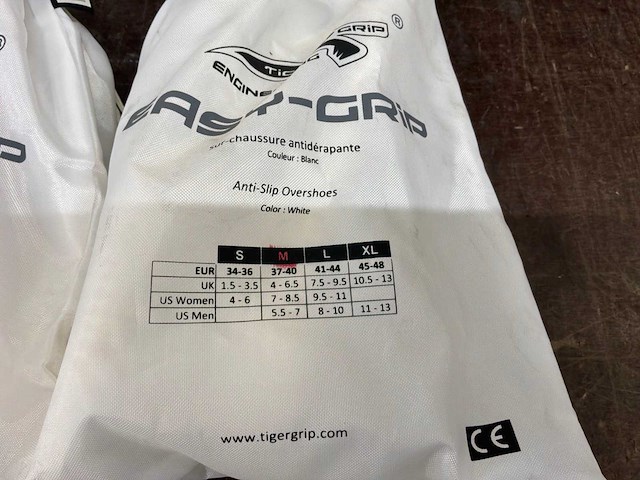 GRiP ®
TIGER
EASY-GRiP
sur-chaussure antidérapante
Couleur : Blanc
Anti-Slip Overshoes
Color : White
S M L XL
EUR 34-36 37-40 41-44 45-48
UK 1.5 - 3.5 4 - 6.5 7.5 - 9.5 10.5 - 13
US Women 4 - 6 7 - 8.5 9.5 - 11
US Men 5.5 - 7 8 - 10 11 - 13
www.tigergrip.com
CE